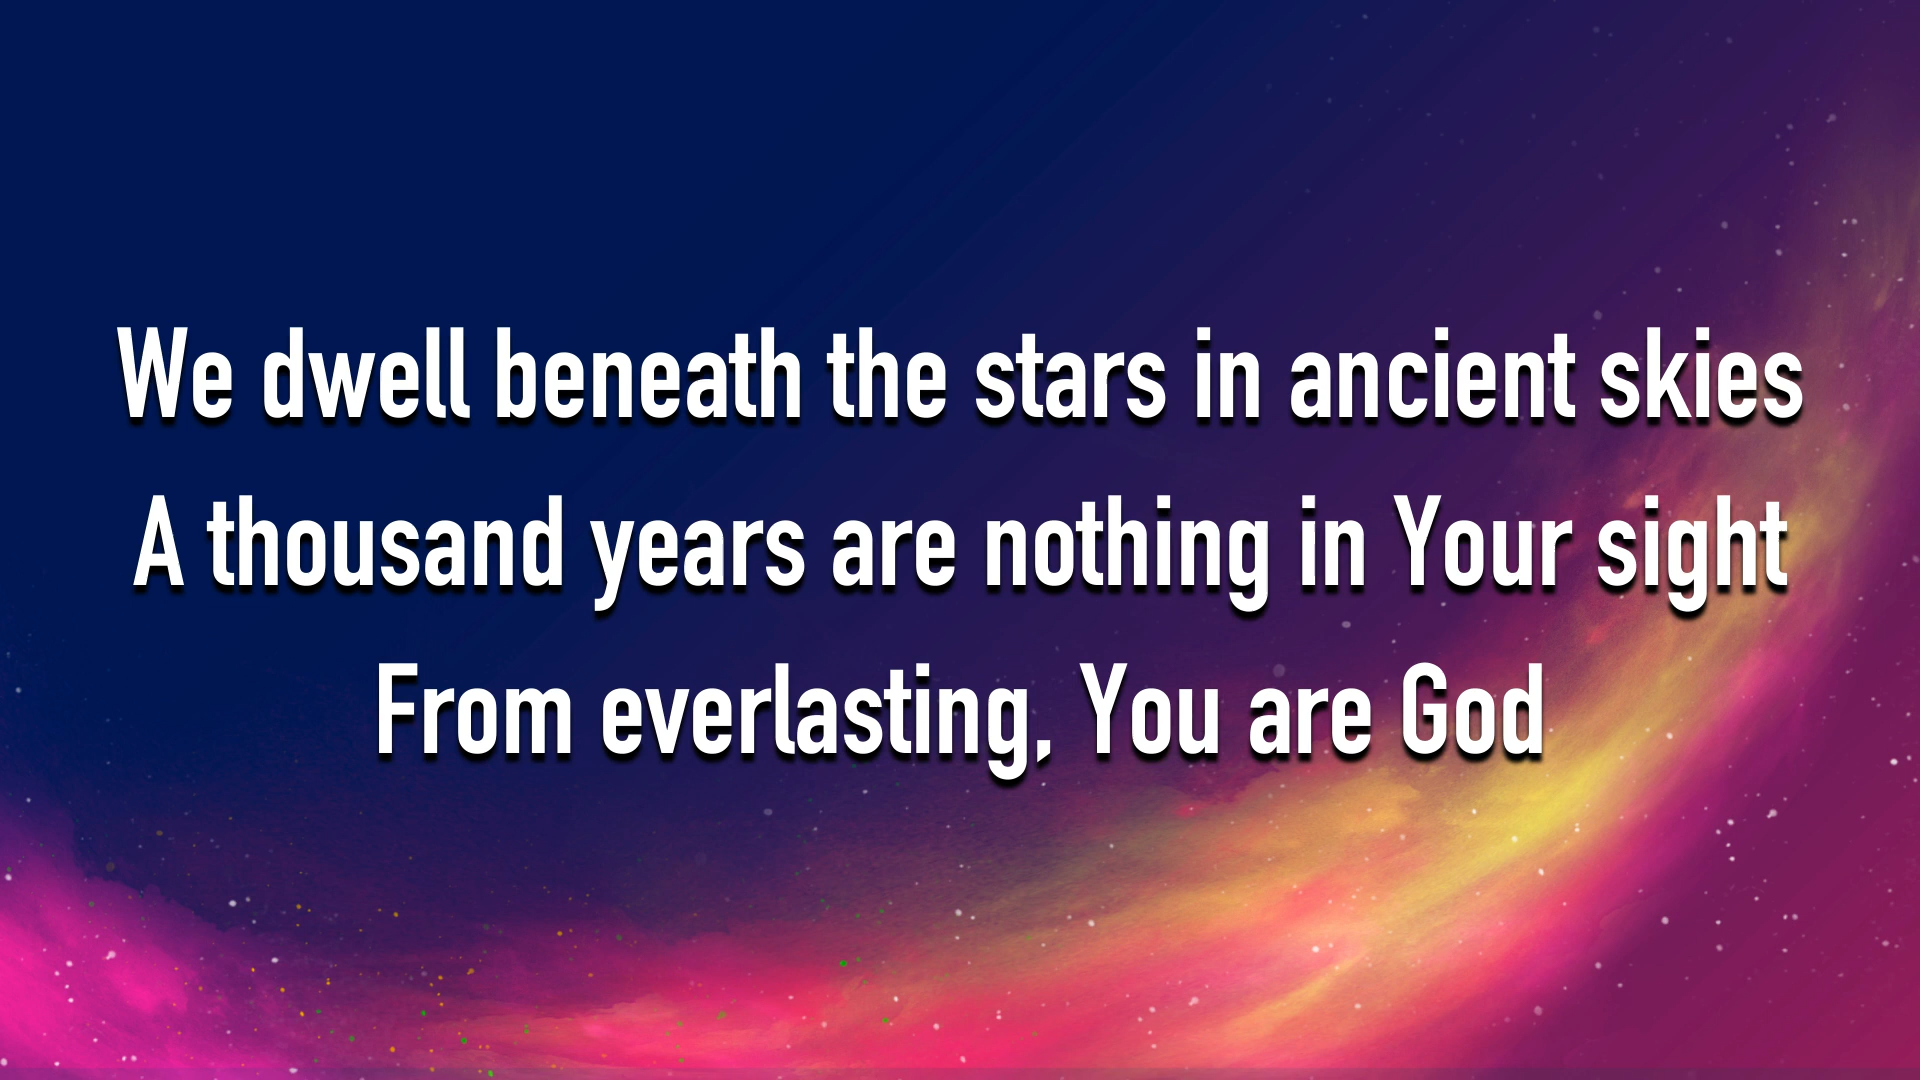 We dwell beneath the stars in ancient skies
A thousand years are nothing in Your sight
From everlasting, You are God